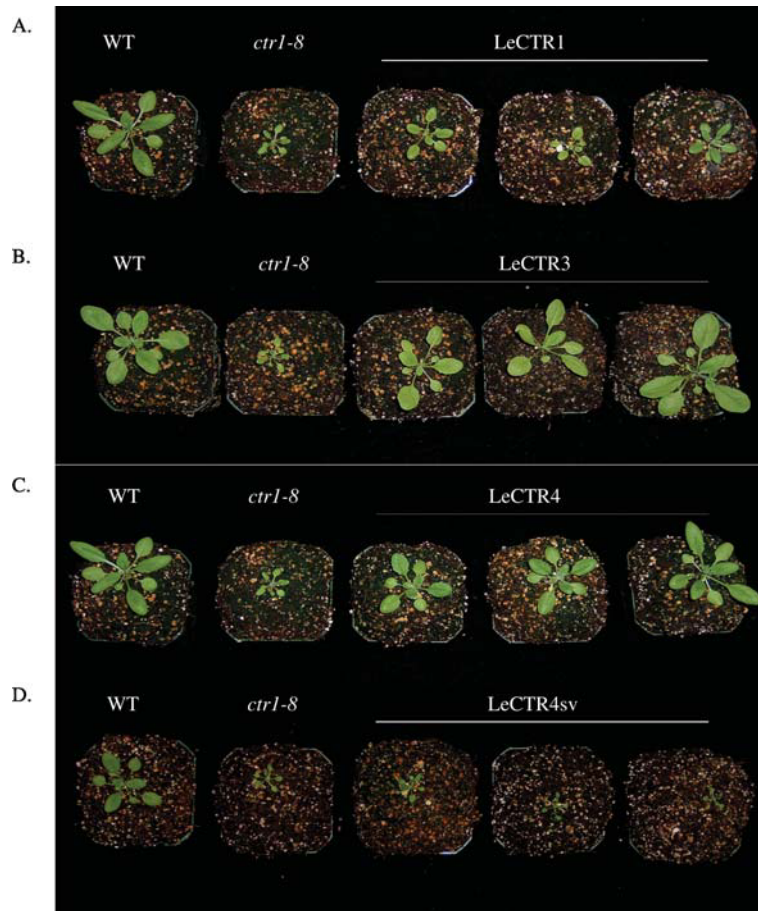 A.
WT ctr1-8 LeCTR1
B.
WT ctr1-8 LeCTR3
C.
WT ctr1-8 LeCTR4
D.
WT ctr1-8 LeCTR4sv